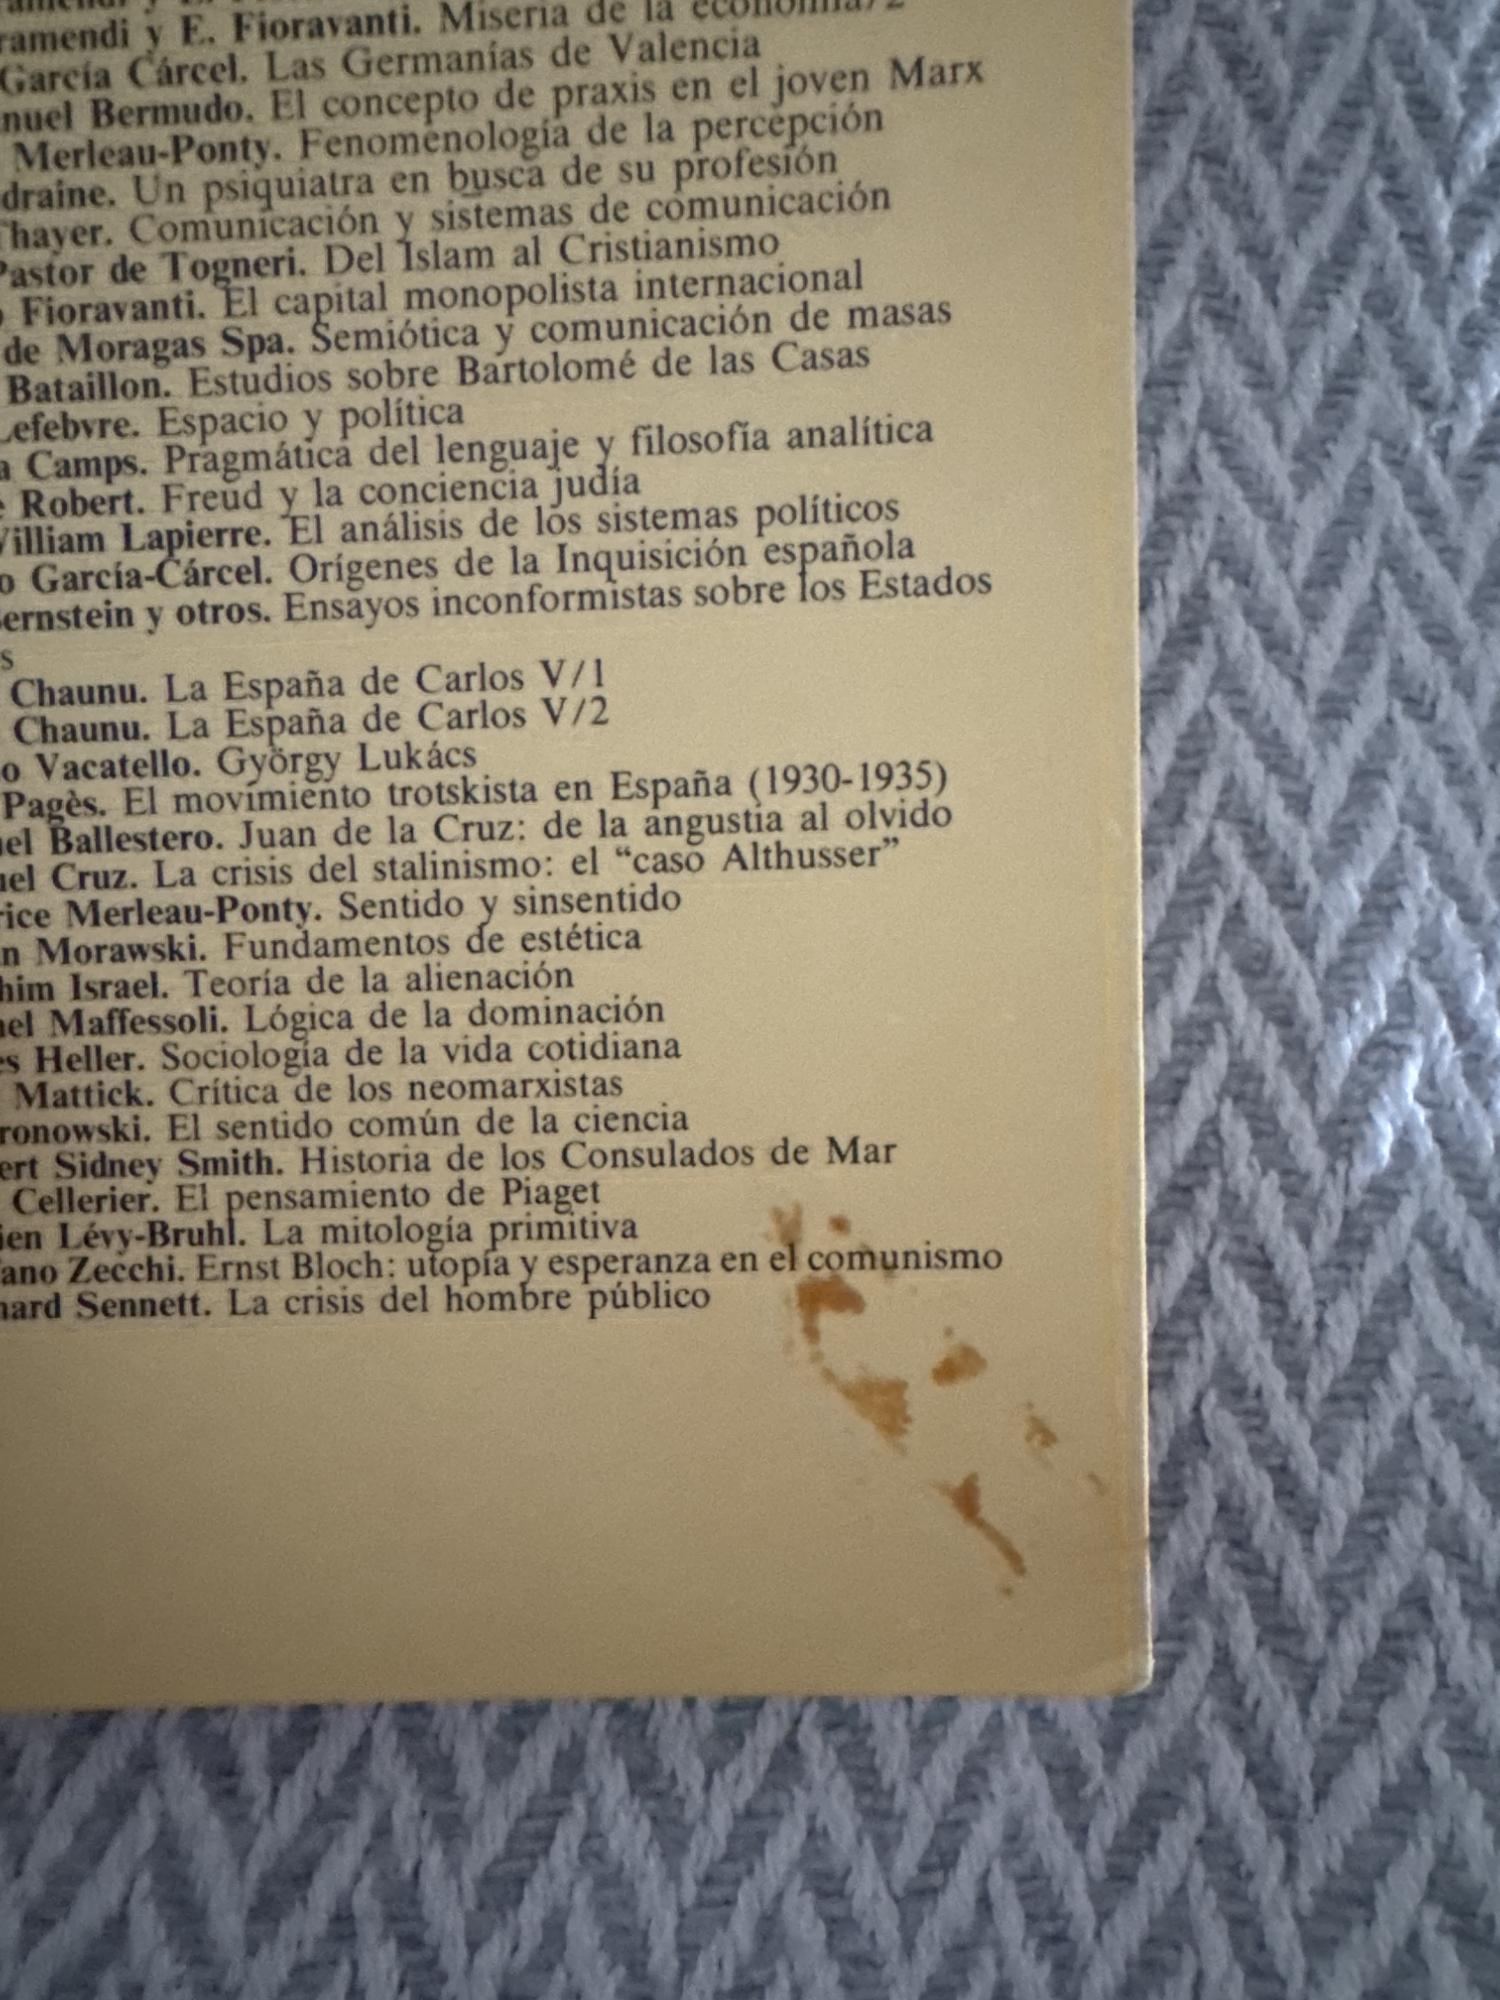 ramendi y E. Fioravanti. Miseria de la economía/2
García Cárcel. Las Germanías de Valencia
nuel Bermudo. El concepto de praxis en el joven Marx
Merleau-Ponty. Fenomenología de la percepción
draine. Un psiquiatra en busca de su profesión
Thayer. Comunicación y sistemas de comunicación
Pastor de Togneri. Del Islam al Cristianismo
o Fioravanti. El capital monopolista internacional
de Moragas Spa. Semiótica y comunicación de masas
Bataillon. Estudios sobre Bartolomé de las Casas
Lefebvre. Espacio y política
a Camps. Pragmática del lenguaje y filosofía analítica
e Robert. Freud y la conciencia judía
William Lapierre. El análisis de los sistemas políticos
o García-Cárcel. Orígenes de la Inquisición española
Bernstein y otros. Ensayos inconformistas sobre los Estados
s
Chaunu. La España de Carlos V/1
Chaunu. La España de Carlos V/2
o Vacatello. György Lukács
Pagès. El movimiento trotskista en España (1930-1935)
uel Ballestero. Juan de la Cruz: de la angustia al olvido
uel Cruz. La crisis del stalinismo: el “caso Althusser”
rice Merleau-Ponty. Sentido y sinsentido
n Morawski. Fundamentos de estética
him Israel. Teoría de la alienación
hel Maffessoli. Lógica de la dominación
es Heller. Sociología de la vida cotidiana
Mattick. Crítica de los neomarxistas
ronowski. El sentido común de la ciencia
ert Sidney Smith. Historia de los Consulados de Mar
Cellerier. El pensamiento de Piaget
ien Lévy-Bruhl. La mitología primitiva
ano Zecchi. Ernst Bloch: utopía y esperanza en el comunismo
hard Sennett. La crisis del hombre público